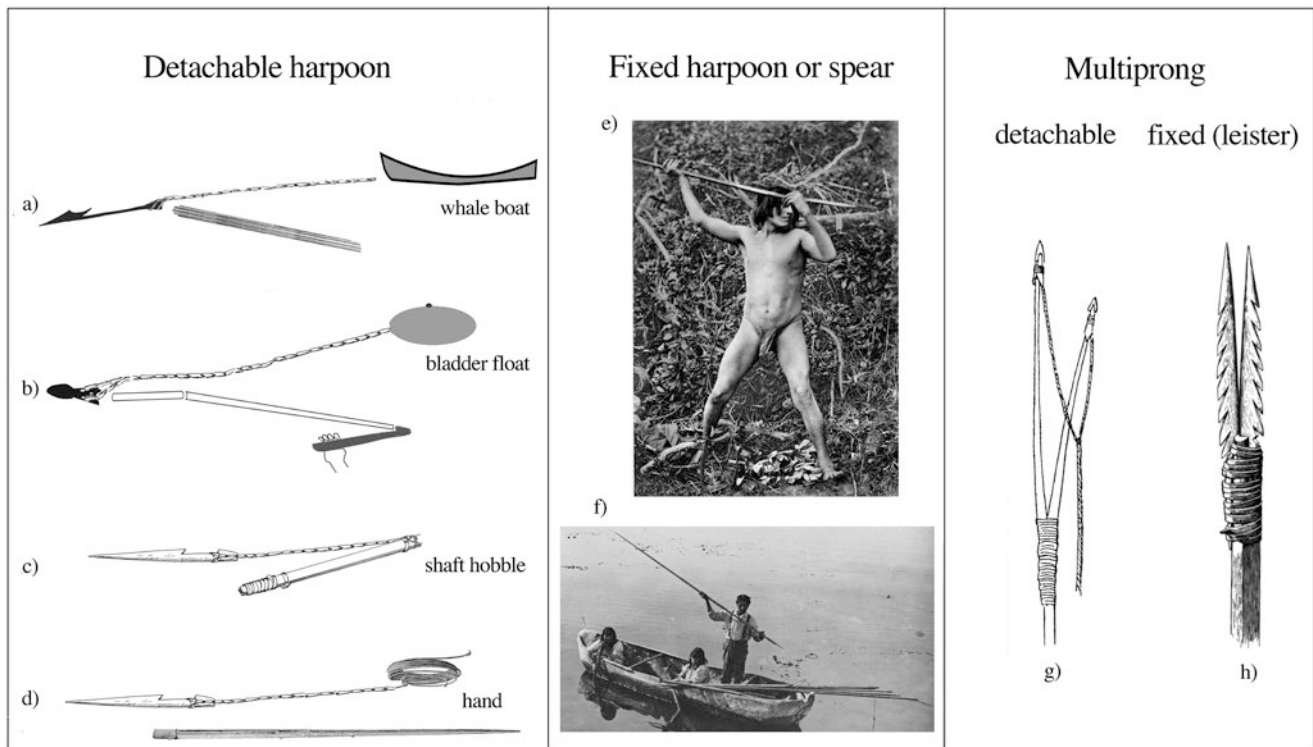 Detachable harpoon
a)
whale boat
bladder float
b)
c)
shaft hobble
d)
hand
Fixed harpoon or spear
e)
f)
Multiprong
detachable fixed (leister)
g) h)